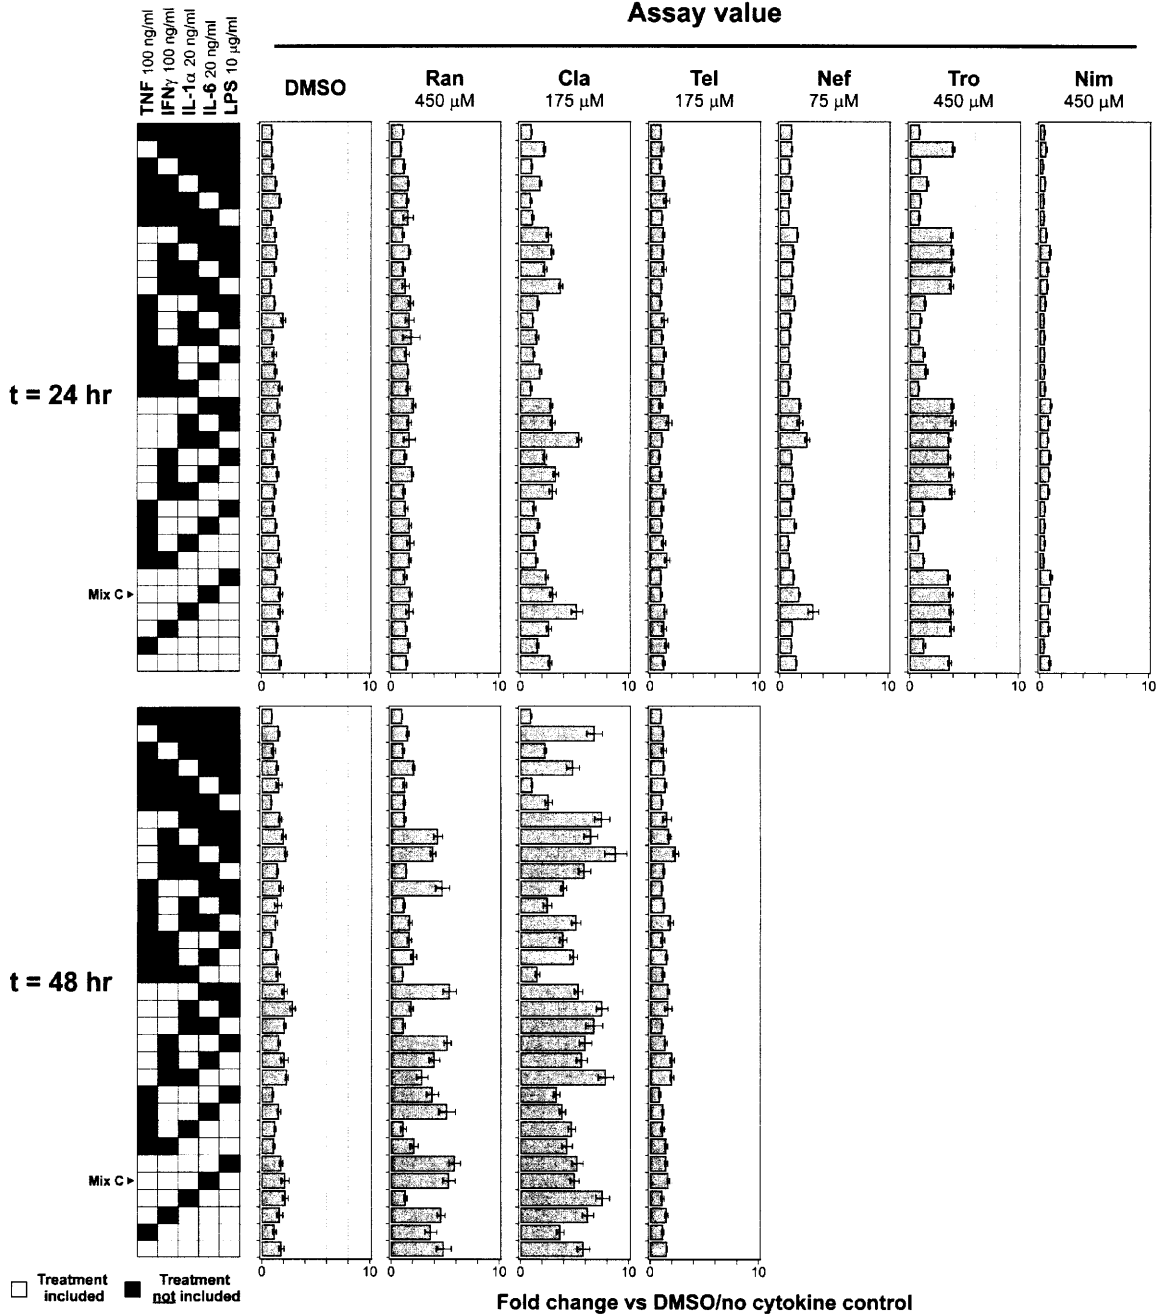 Assay value
TNF 100 ng/ml
IFNγ 100 ng/ml
IL-1α 20 ng/ml
IL-6 20 ng/ml
LPS 10 μg/ml
DMSO
Ran
450 μM
Cla
175 μM
Tel
175 μM
Nef
75 μM
Tro
450 μM
Nim
450 μM
t = 24 hr
Mix C ►
0 10 0 10 0 10 0 10 0 10 0 10 0 10
t = 48 hr
Mix C ►
0 10 0 10 0 10 0 10
Treatment included
Treatment not included
Fold change vs DMSO/no cytokine control